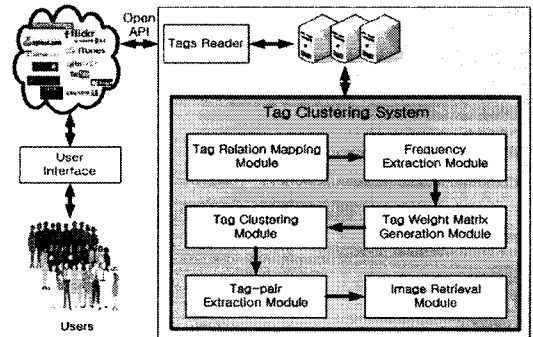 flickr
iTunes
Open
API
Tags Reader
Tag Clustering System
User
Interface
Tag Relation Mapping
Module
Frequency
Extraction Module
Tag Clustering
Module
Tag Weight Matrix
Generation Module
Tag-pair
Extraction Module
Image Retrieval
Module
Users